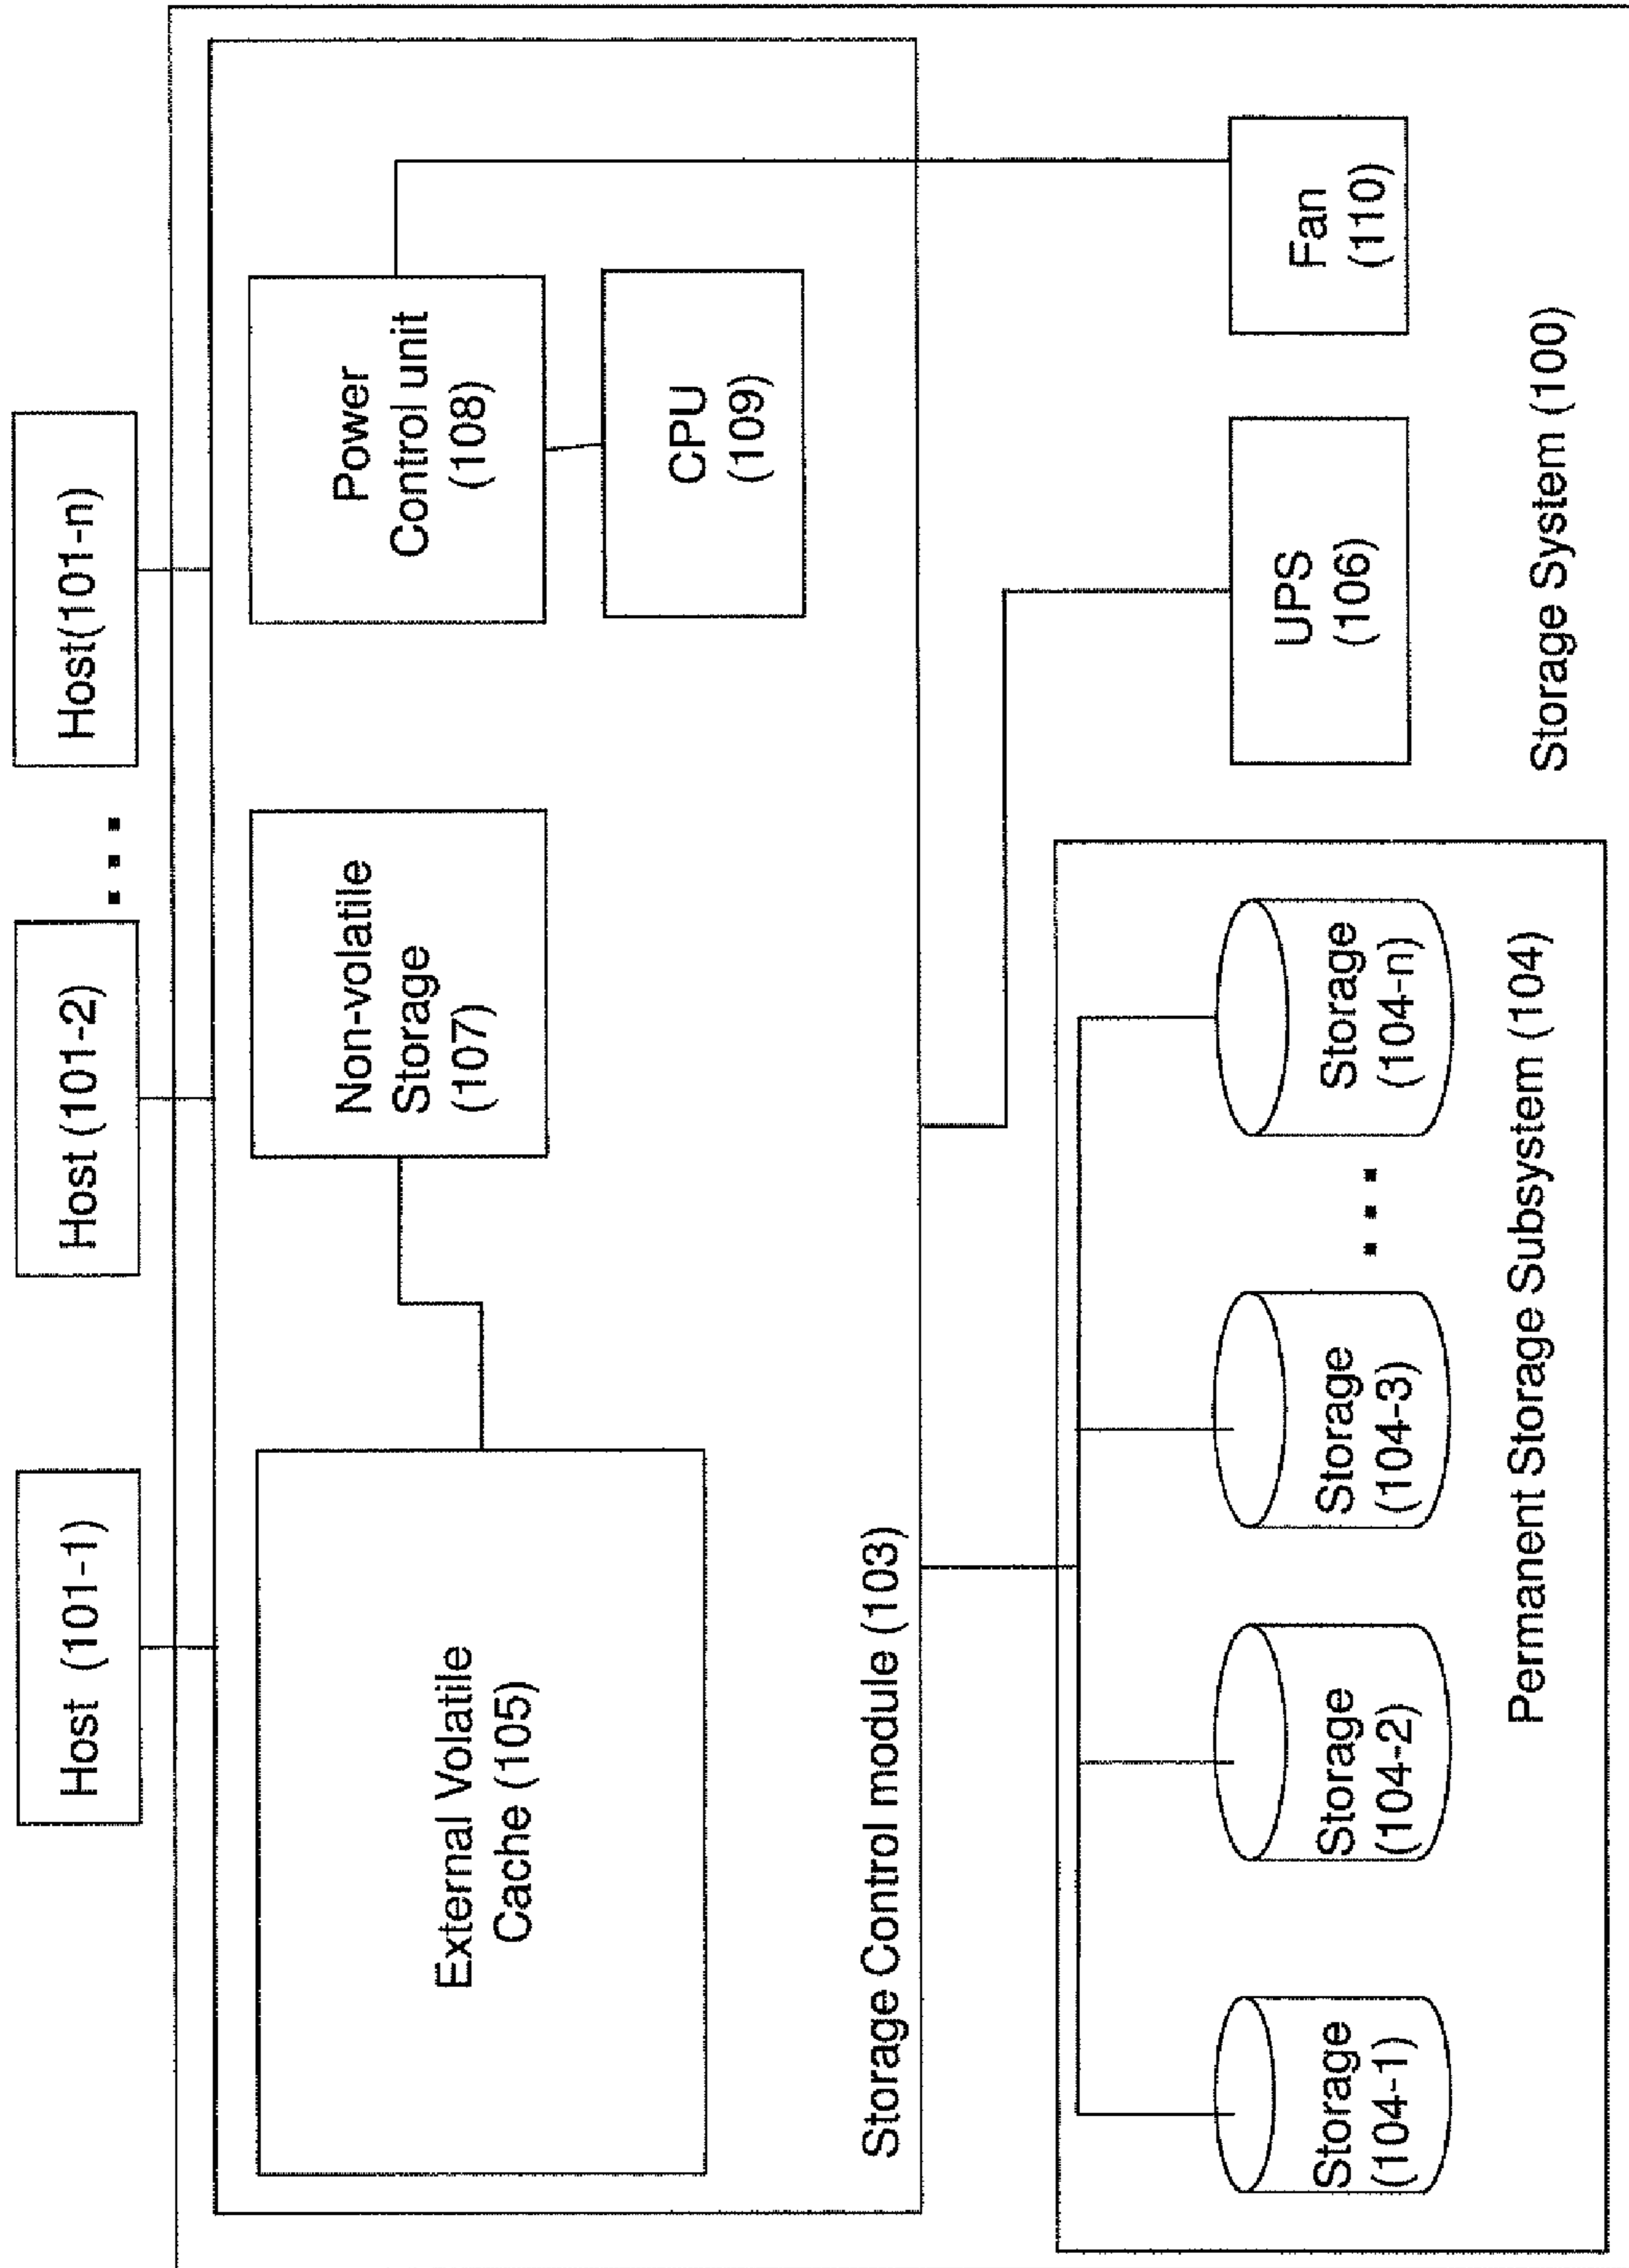 Host (101-1)
Host (101-2)
Host(101-n)
External Volatile
Cache (105)
Non-volatile
Storage
(107)
Power
Control unit
(108)
CPU
(109)
Storage Control module (103)
UPS
(106)
Fan
(110)
Storage
(104-1)
Storage
(104-2)
Storage
(104-3)
Storage
(104-n)
Permanent Storage Subsystem (104)
Storage System (100)